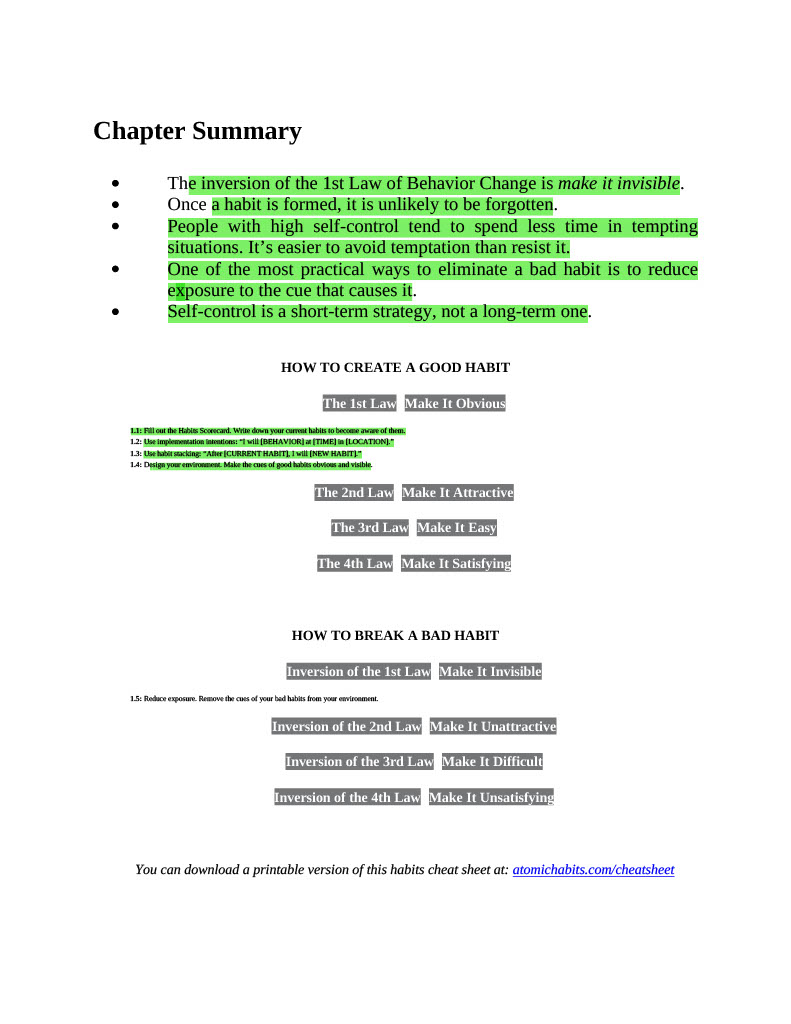 Chapter Summary
• The inversion of the 1st Law of Behavior Change is make it invisible.
• Once a habit is formed, it is unlikely to be forgotten.
• People with high self-control tend to spend less time in tempting
situations. It’s easier to avoid temptation than resist it.
• One of the most practical ways to eliminate a bad habit is to reduce
exposure to the cue that causes it.
• Self-control is a short-term strategy, not a long-term one.
HOW TO CREATE A GOOD HABIT
The 1st Law Make It Obvious
1.1: Fill out the Habits Scorecard. Write down your current habits to become aware of them.
1.2: Use implementation intentions: “I will [BEHAVIOR] at [TIME] in [LOCATION].”
1.3: Use habit stacking: “After [CURRENT HABIT], I will [NEW HABIT].”
1.4: Design your environment. Make the cues of good habits obvious and visible.
The 2nd Law Make It Attractive
The 3rd Law Make It Easy
The 4th Law Make It Satisfying
HOW TO BREAK A BAD HABIT
Inversion of the 1st Law Make It Invisible
1.5: Reduce exposure. Remove the cues of your bad habits from your environment.
Inversion of the 2nd Law Make It Unattractive
Inversion of the 3rd Law Make It Difficult
Inversion of the 4th Law Make It Unsatisfying
You can download a printable version of this habits cheat sheet at: atomichabits.com/cheatsheet